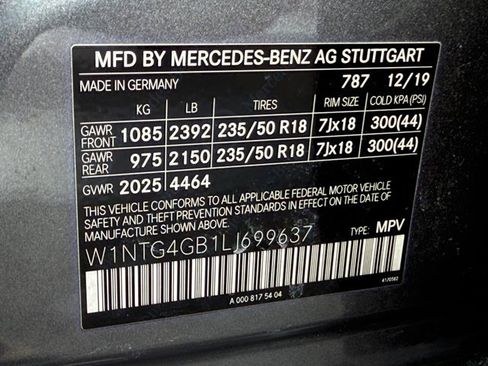 MFD BY MERCEDES-BENZ AG STUTTGART
MADE IN GERMANY 787 12/19
KG LB TIRES RIM SIZE COLD KPA (PSI)
GAWR FRONT 1085 2392 235/50 R18 7Jx18 300(44)
GAWR REAR 975 2150 235/50 R18 7Jx18 300(44)
GVWR 2025 4464
THIS VEHICLE CONFORMS TO ALL APPLICABLE FEDERAL MOTOR VEHICLE
SAFETY AND THEFT PREVENTION STANDARDS IN EFFECT ON THE DATE OF
MANUFACTURE SHOWN ABOVE.
W1NTG4GB1LJ699637 TYPE: MPV
A 000 817 54 04